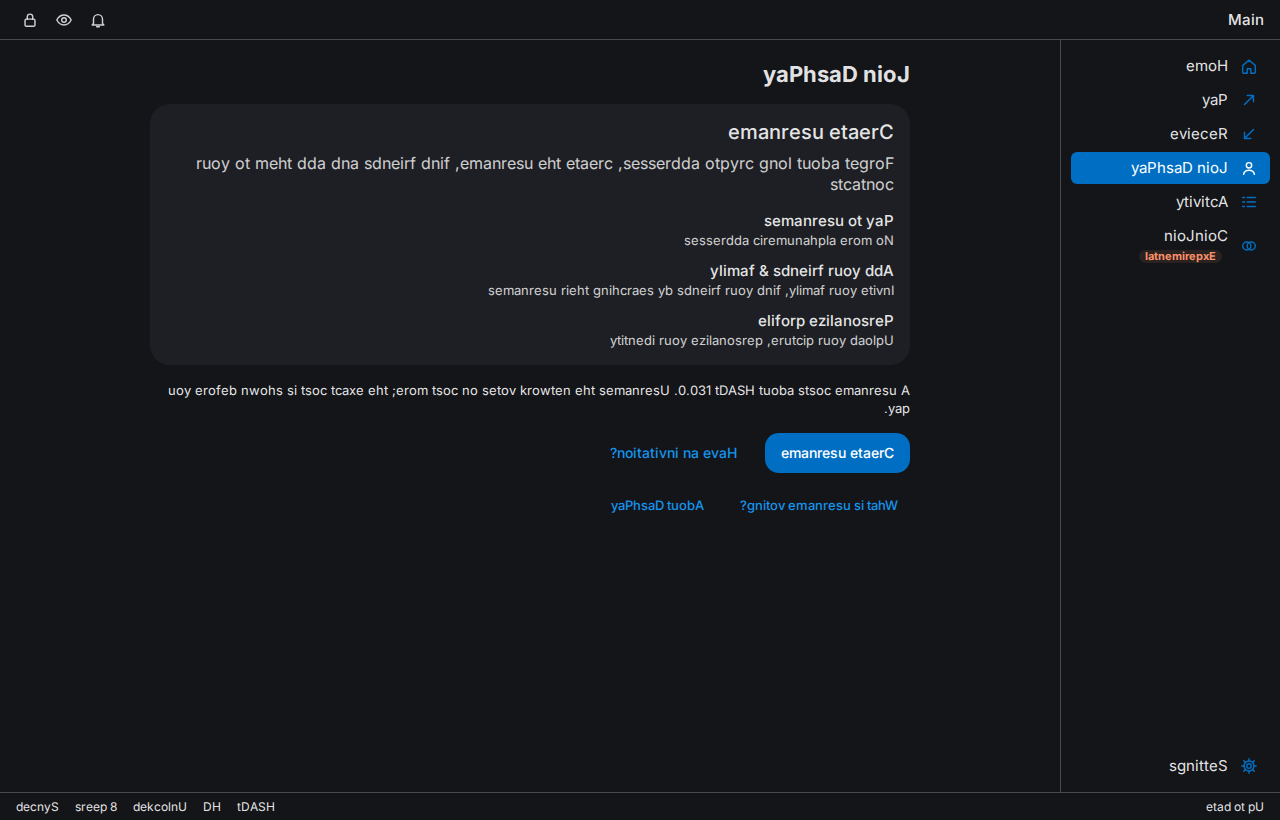 Main
yaPhsaD nioJ
emoH
yaP
evieceR
yaPhsaD nioJ
ytivitcA
nioJnioC
latnemirepxE
emanresu etaerC
ruoy ot meht dda dna sdneirf dnif ,emanresu eht etaerc ,sesserdda otpyrc gnol tuoba tegroF
stcatnoc
semanresu ot yaP
sesserdda ciremunahpla erom oN
ylimaf & sdneirf ruoy ddA
semanresu rieht gnihcraes yb sdneirf ruoy dnif ,ylimaf ruoy etivnI
eliforp ezilanosreP
ytitnedi ruoy ezilanosrep ,erutcip ruoy daolpU
uoy erofeb nwohs si tsoc tcaxe eht ;erom tsoc no setov krowten eht semanresU .0.031 tDASH tuoba stsoc emanresu A
.yap
?noitativni na evaH
emanresu etaerC
yaPhsaD tuobA
?gnitov emanresu si tahW
sgnitteS
decnyS
sreep 8
dekcolnU
DH
tDASH
etad ot pU